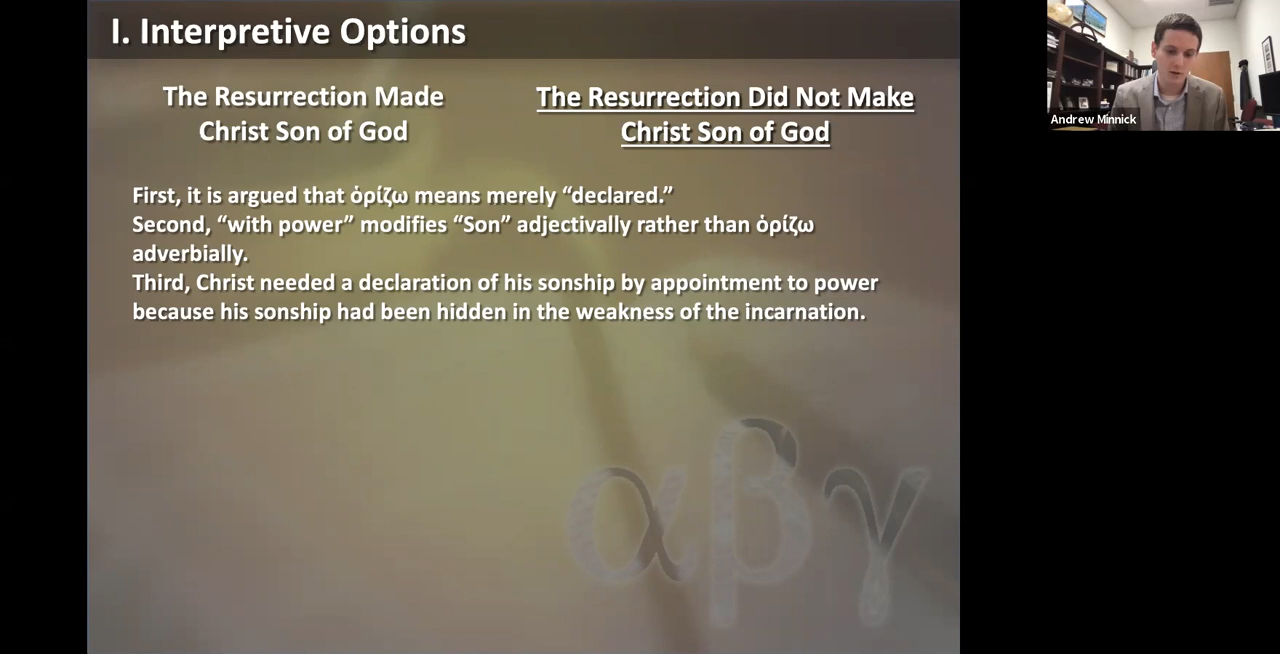 I. Interpretive Options
The Resurrection Made
Christ Son of God
The Resurrection Did Not Make
Christ Son of God
First, it is argued that ὁρίζω means merely “declared.”
Second, “with power” modifies “Son” adjectivally rather than ὁρίζω
adverbially.
Third, Christ needed a declaration of his sonship by appointment to power
because his sonship had been hidden in the weakness of the incarnation.
αβγ
Andrew Minnick